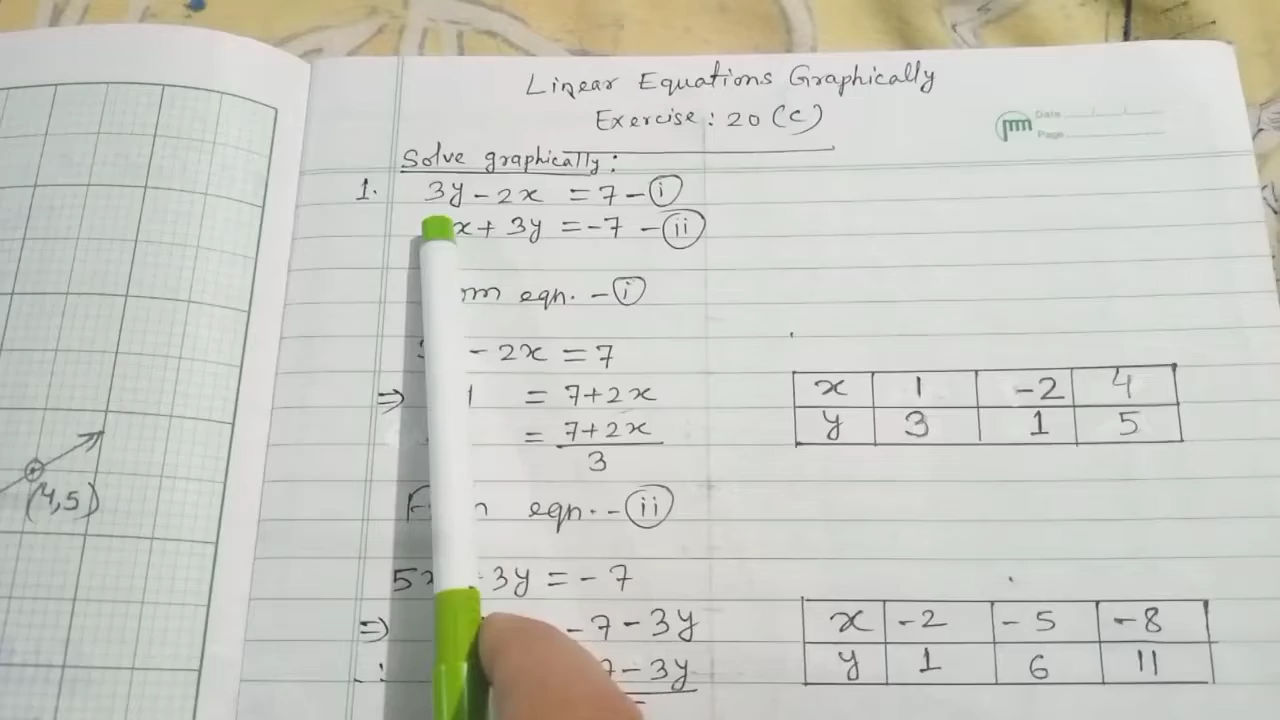 Linear Equations Graphically
Exercise: 20 (c)
Date
Page
Solve graphically:
1. 3y - 2x = 7 - (i)
x + 3y = -7 - (ii)
eqn. - (i)
- 2x = 7
⇒ = 7+2x
= 7+2x
3
x 1 -2 4
y 3 1 5
(4,5)
eqn. - (ii)
5x 3y = -7
⇒ -7 - 3y
∴ 7 - 3y
x -2 -5 -8
y 1 6 11